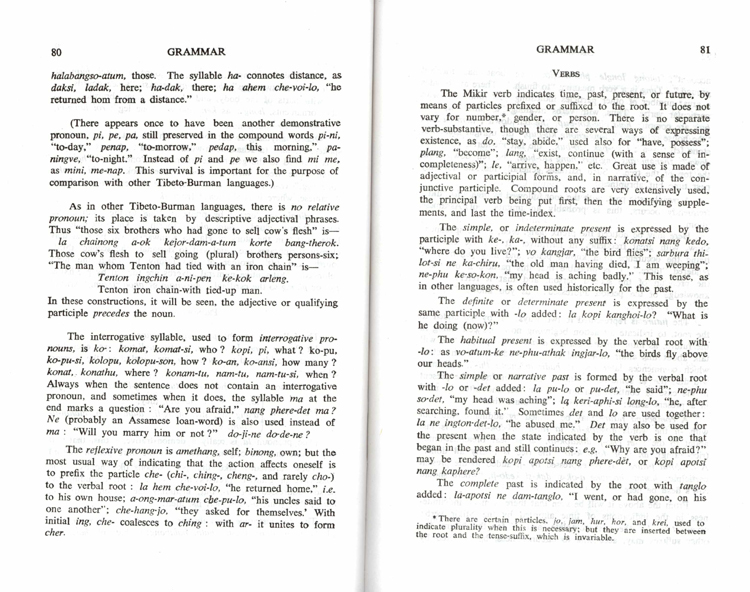 80
GRAMMAR
halabangso-atum, those. The syllable ha- connotes distance, as
daksi, ladak, here; ha-dak, there; ha ahem che-voi-lo, "he
returned hom from a distance."
(There appears once to have been another demonstrative
pronoun, pi, pe, pa, still preserved in the compound words pi-ni,
"to-day," penap, "to-morrow," pedap, this morning," pa-
ningve, "to-night." Instead of pi and pe we also find mi me,
as mini, me-nap. This survival is important for the purpose of
comparison with other Tibeto-Burman languages.)
As in other Tibeto-Burman languages, there is no relative
pronoun; its place is taken by descriptive adjectival phrases.
Thus "those six brothers who had gone to sell cow's flesh" is—
la chainong a-ok kejor-dam-a-tum korte bang-therok.
Those cow's flesh to sell going (plural) brothers persons-six;
"The man whom Tenton had tied with an iron chain" is—
Tenton ingchin a-ni-pen ke-kok arleng.
Tenton iron chain-with tied-up man.
In these constructions, it will be seen, the adjective or qualifying
participle precedes the noun.
The interrogative syllable, used to form interrogative pro-
nouns, is ko-: komat, komat-si, who? kopi, pi, what? ko-pu,
ko-pu-si, kolopu, kolopu-son, how? ko-an, ko-ansi, how many?
konat, konathu, where? konam-tu, nam-tu, nam-tu-si, when?
Always when the sentence does not contain an interrogative
pronoun, and sometimes when it does, the syllable ma at the
end marks a question: "Are you afraid," nang phere-det ma?
Ne (probably an Assamese loan-word) is also used instead of
ma: "Will you marry him or not?" do-ji-ne do-de-ne?
The reflexive pronoun is amethang, self; binong, own; but the
most usual way of indicating that the action affects oneself is
to prefix the particle che- (chi-, ching-, cheng-, and rarely cho-)
to the verbal root: la hem che-voi-lo, "he returned home," i.e.
to his own house; a-ong-mar-atum che-pu-lo, "his uncles said to
one another"; che-hang-jo, "they asked for themselves.' With
initial ing, che- coalesces to ching: with ar- it unites to form
cher.
GRAMMAR
81
VERBS
The Mikir verb indicates time, past, present, or future, by
means of particles prefixed or suffixed to the root. It does not
vary for number,* gender, or person. There is no separate
verb-substantive, though there are several ways of expressing
existence, as do, "stay, abide," used also for "have, possess";
plang, "become"; lang, "exist, continue (with a sense of in-
completeness)"; le, "arrive, happen," etc. Great use is made of
adjectival or participial forms, and, in narrative, of the con-
junctive participle. Compound roots are very extensively used,
the principal verb being put first, then the modifying supple-
ments, and last the time-index.
The simple, or indeterminate present is expressed by the
participle with ke-, ka-, without any suffix: konatsi nang kedo,
"where do you live?"; vo kangjar, "the bird flies"; sarbura thi-
lot-si ne ka-chiru, "the old man having died, I am weeping";
ne-phu ke-so-kon, "my head is aching badly." This tense, as
in other languages, is often used historically for the past.
The definite or determinate present is expressed by the
same participle with -lo added: la kopi kanghoi-lo? "What is
he doing (now)?"
The habitual present is expressed by the verbal root with
-lo: as vo-atum-ke ne-phu-athak ingjar-lo, "the birds fly above
our heads."
The simple or narrative past is formed by the verbal root
with -lo or -det added: la pu-lo or pu-det, "he said"; ne-phu
so-det, "my head was aching"; la keri-aphi-si long-lo, "he, after
searching, found it." Sometimes det and lo are used together:
la ne ington-det-lo, "he abused me." Det may also be used for
the present when the state indicated by the verb is one that
began in the past and still continues: e.g. "Why are you afraid?"
may be rendered kopi apotsi nang phere-dèt, or kopi apotsi
nang kaphere?
The complete past is indicated by the root with tanglo
added: la-apotsi ne dam-tanglo, "I went, or had gone, on his
* There are certain particles, jo, jam, hur, hor, and krei, used to
indicate plurality when this is necessary; but they are inserted between
the root and the tense-suffix, which is invariable.